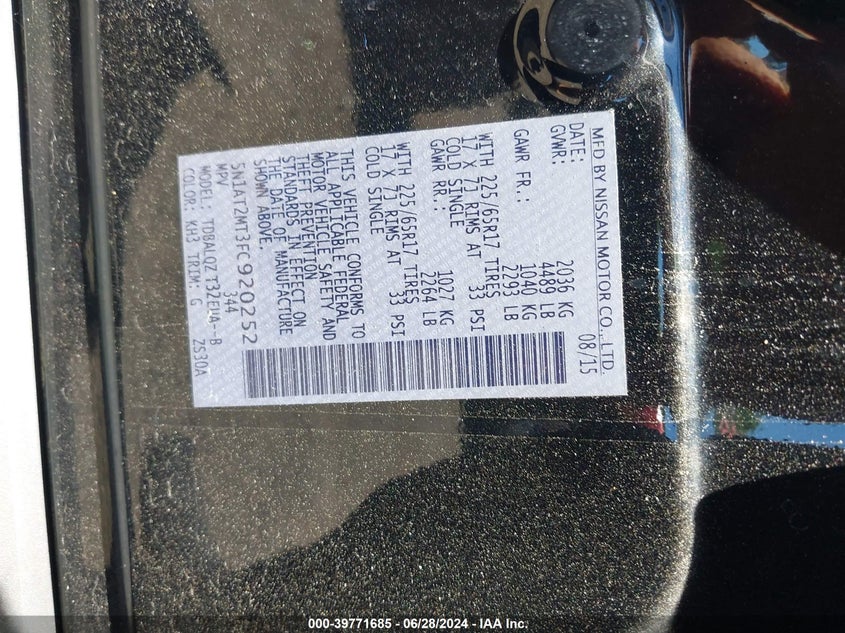 MFD BY NISSAN MOTOR CO.,LTD.
DATE: 08/15
GVWR: 2036 KG
4489 LB
GAWR FR.: 1040 KG
2293 LB
WITH 225/65R17 TIRES
17 X 7J RIMS AT 33 PSI
COLD SINGLE
GAWR RR.: 1027 KG
2264 LB
WITH 225/65R17 TIRES
17 X 7J RIMS AT 33 PSI
COLD SINGLE
THIS VEHICLE CONFORMS TO
ALL APPLICABLE FEDERAL
MOTOR VEHICLE SAFETY AND
THEFT PREVENTION
STANDARDS IN EFFECT ON
THE DATE OF MANUFACTURE
SHOWN ABOVE.
5N1AT2MT3FC920252
MPV 344
MODEL:
COLOR: KH3 TRIM: G ZS30A
000-39771685 - 06/28/2024 - IAA Inc.